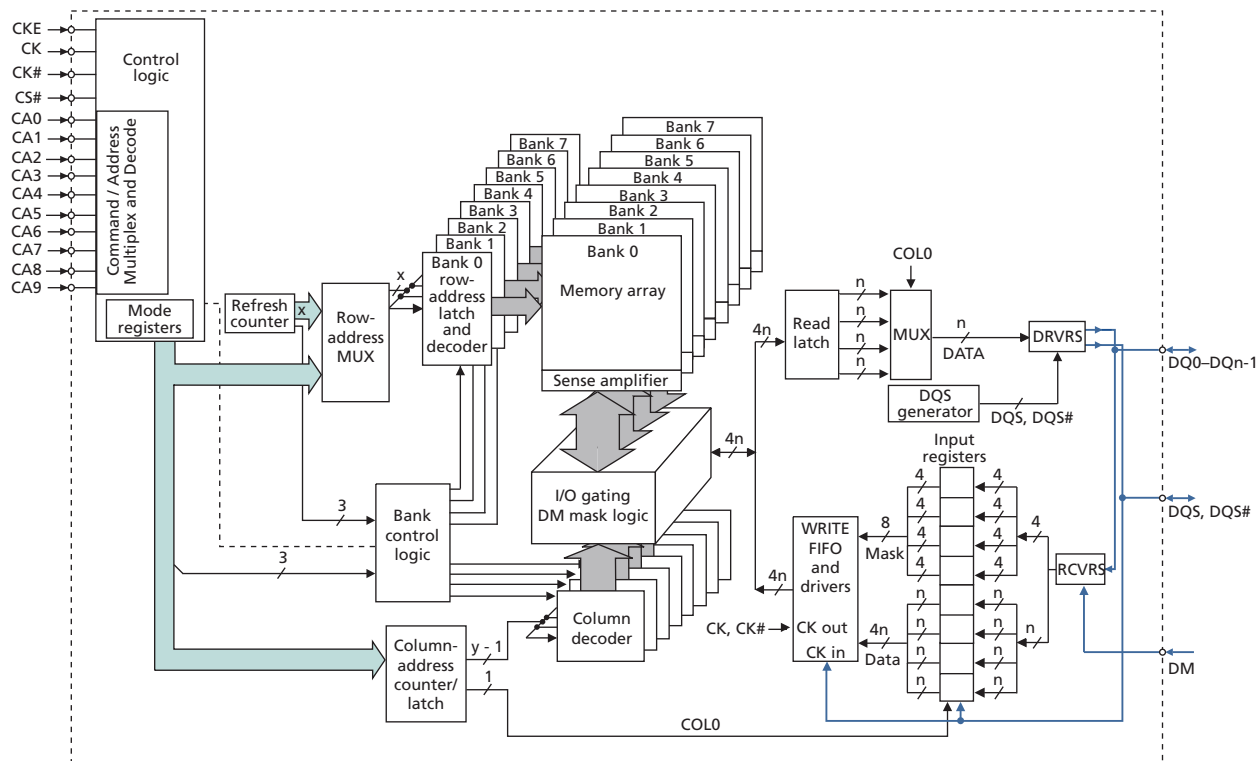 CKE
CK
CK#
CS#
CA0
CA1
CA2
CA3
CA4
CA5
CA6
CA7
CA8
CA9
Control
logic
Command / Address
Multiplex and Decode
Mode
registers
Refresh
counter
x
Row-
address
MUX
x
3
3
Bank 7
Bank 6
Bank 5
Bank 4
Bank 3
Bank 2
Bank 1
Bank 0
row-
address
latch
and
decoder
Bank 7
Bank 6
Bank 5
Bank 4
Bank 3
Bank 2
Bank 1
Bank 0
Memory array
Sense amplifier
Bank
control
logic
I/O gating
DM mask logic
Column
decoder
Column-
address
counter/
latch
y - 1
1
COL0
4n
4n
4n
Read
latch
n
n
n
n
COL0
MUX
n
DATA
DRVRS
DQS
generator
DQS, DQS#
DQ0–DQn-1
DQS, DQS#
DM
Input
registers
WRITE
FIFO
and
drivers
CK out
CK in
CK, CK#
8
Mask
4n
Data
4
4
4
4
n
n
n
n
4
4
4
4
n
n
n
n
4
n
RCVRS